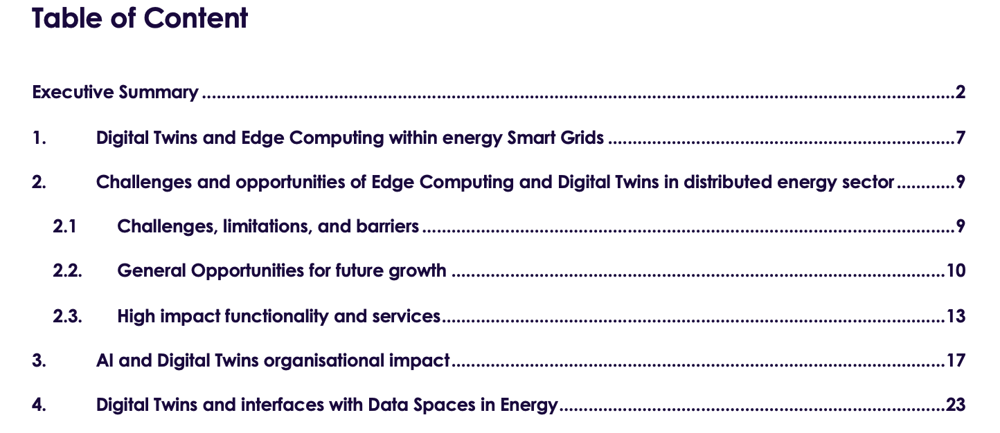 Table of Content
Executive Summary ........................................................................................................................................................2
1. Digital Twins and Edge Computing within energy Smart Grids .......................................................................7
2. Challenges and opportunities of Edge Computing and Digital Twins in distributed energy sector ............9
2.1 Challenges, limitations, and barriers .............................................................................................................9
2.2. General Opportunities for future growth .....................................................................................................10
2.3. High impact functionality and services.......................................................................................................13
3. AI and Digital Twins organisational impact.....................................................................................................17
4. Digital Twins and interfaces with Data Spaces in Energy...............................................................................23